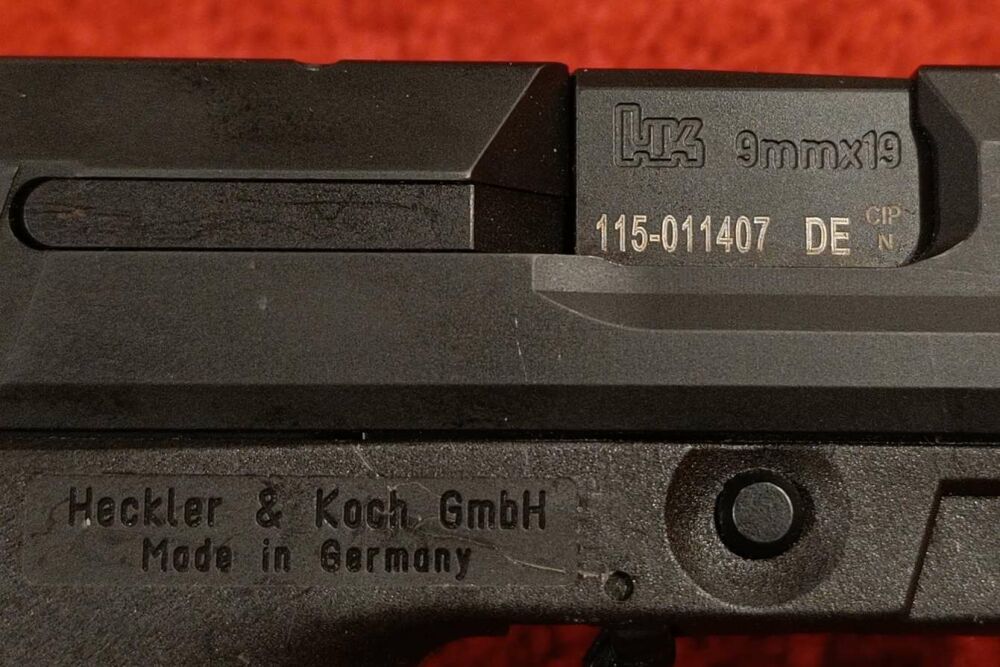 HK 9mmx19
115-011407 DE CIP
N
Heckler & Koch GmbH
Made in Germany